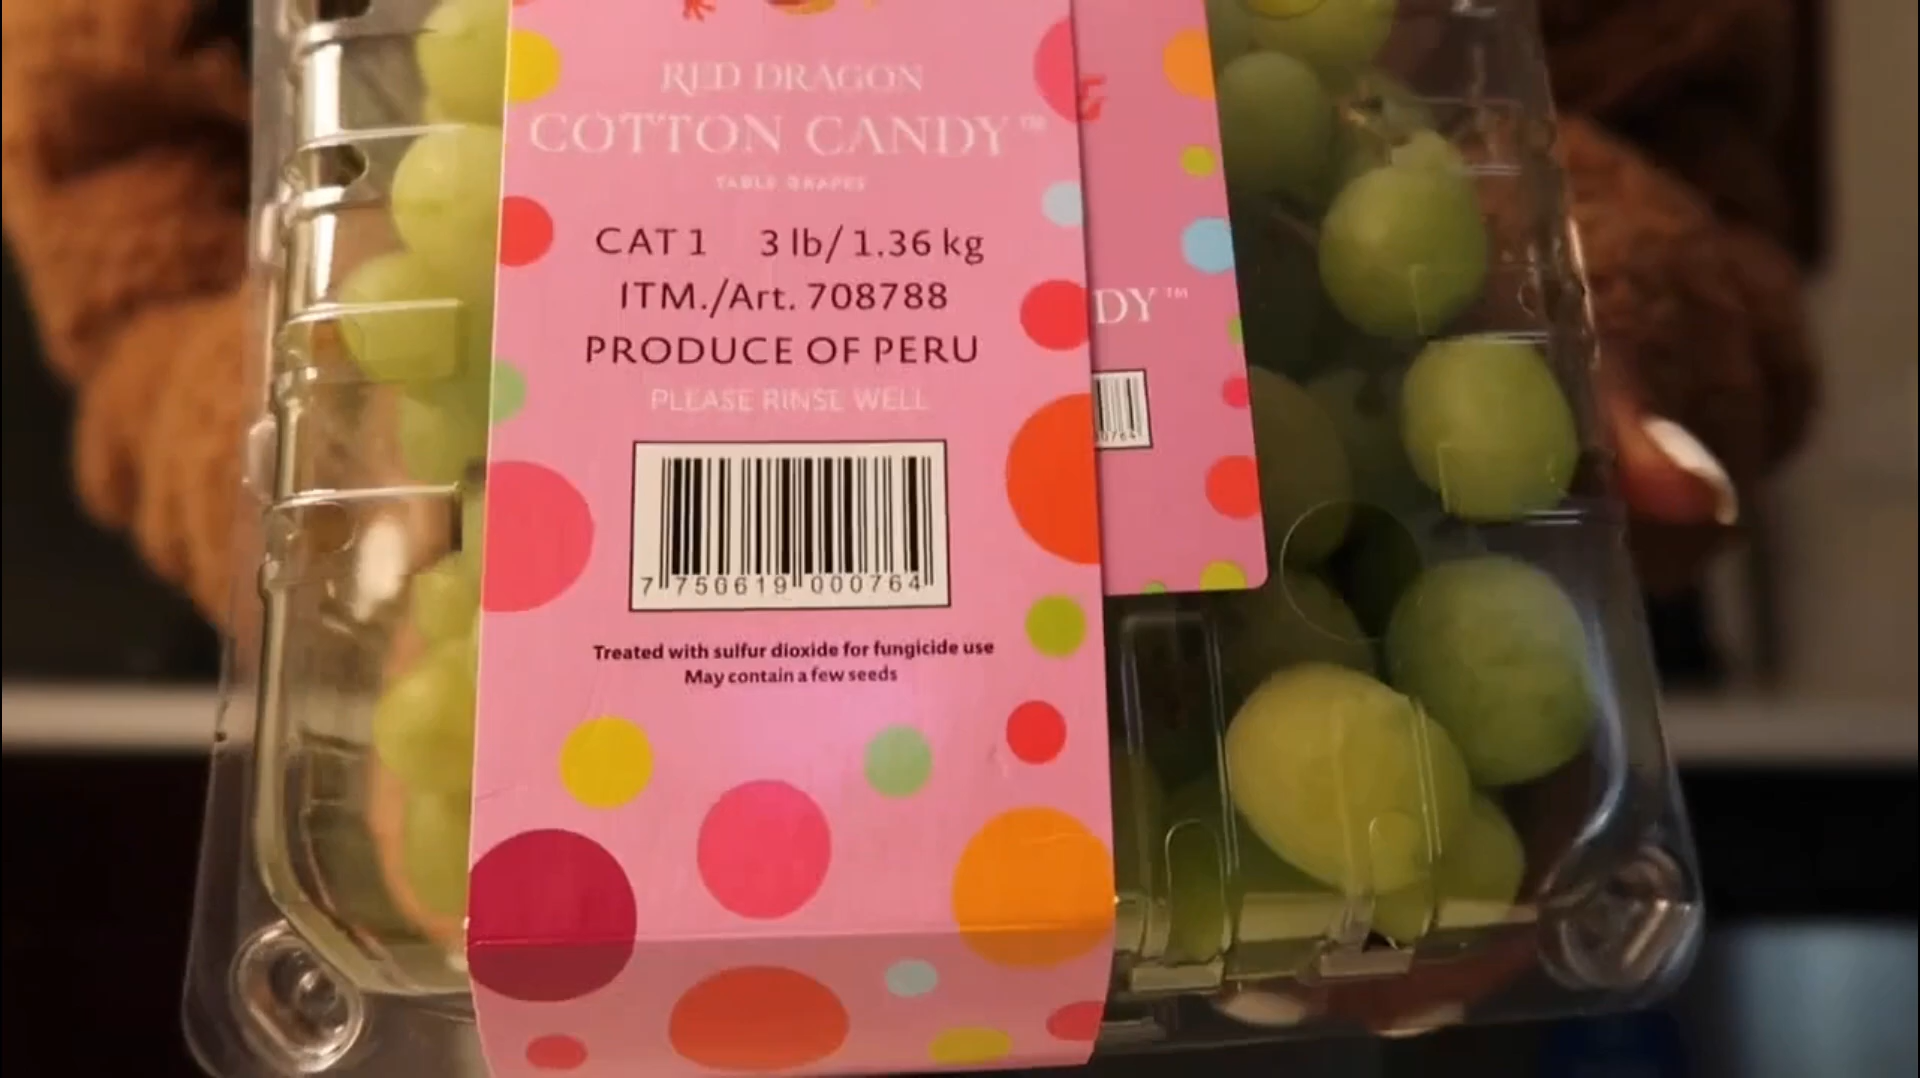 RED DRAGON
COTTON CANDY™
TABLE GRAPES
CAT 1 3 lb/ 1.36 kg
ITM./Art. 708788
PRODUCE OF PERU
PLEASE RINSE WELL
7 750619 000764
Treated with sulfur dioxide for fungicide use
May contain a few seeds
DY™
00764